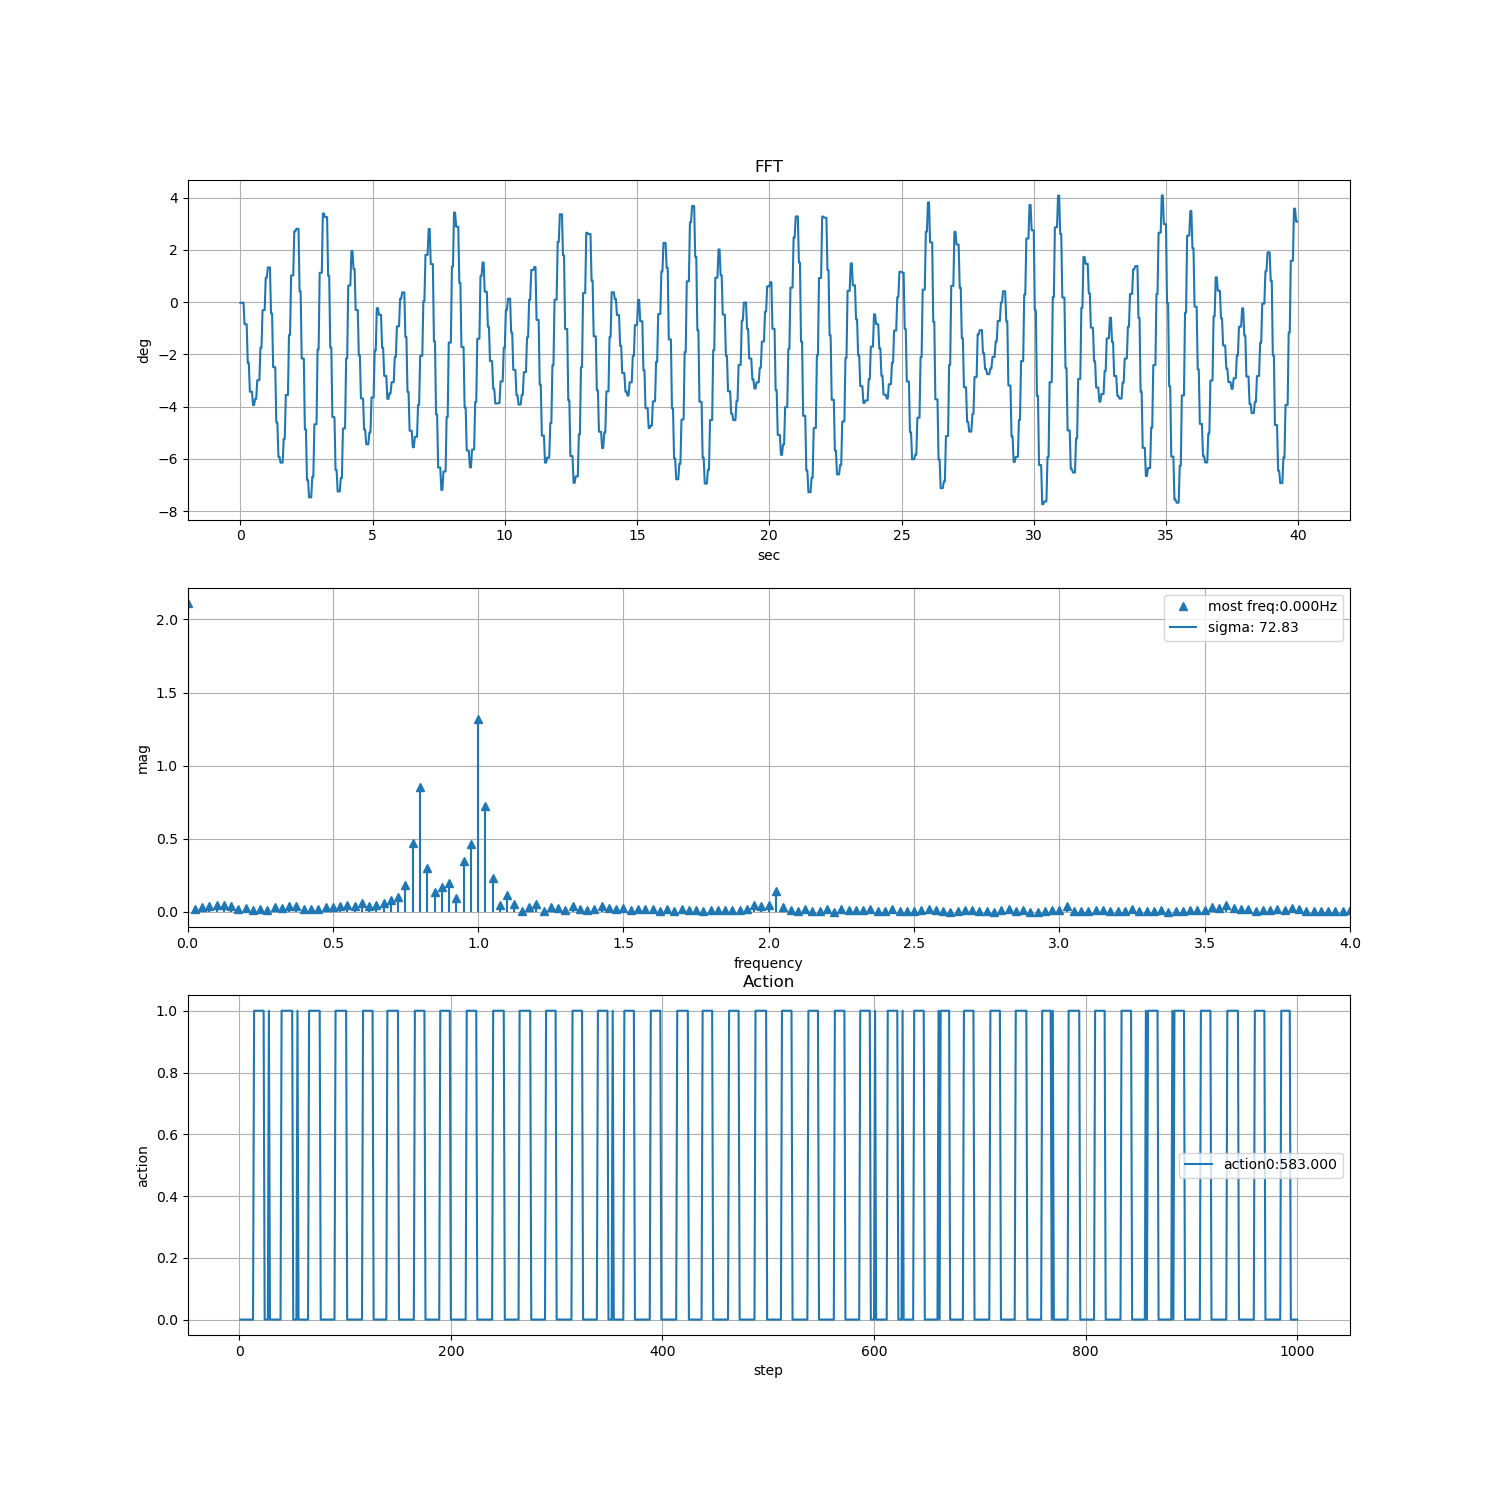 FFT
4
2
0
−2
−4
−6
−8
deg
0 5 10 15 20 25 30 35 40
sec
2.0
1.5
1.0
0.5
0.0
mag
most freq:0.000Hz
sigma: 72.83
0.0 0.5 1.0 1.5 2.0 2.5 3.0 3.5 4.0
frequency
Action
1.0
0.8
0.6
0.4
0.2
0.0
action
action0:583.000
0 200 400 600 800 1000
step